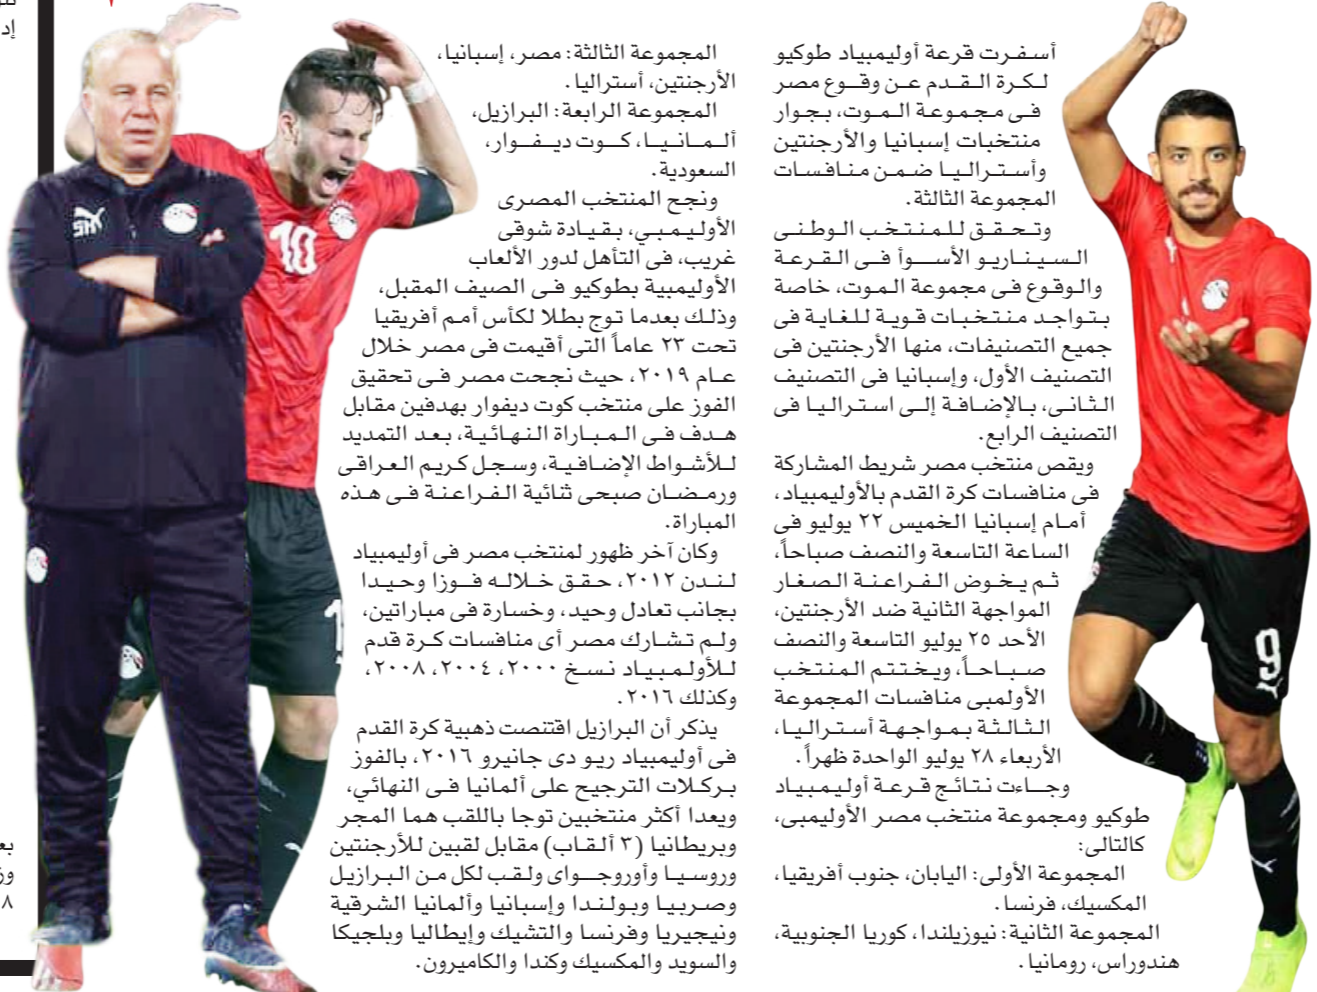 أسفرت قرعة أوليمبياد طوكيو
لكرة القدم عن وقوع مصر
فى مجموعة الموت، بجوار
منتخبات إسبانيا والأرجنتين
وأستراليا ضمن منافسات
المجموعة الثالثة.
وتحقق للمنتخب الوطنى
السيناريو الأسوأ فى القرعة
والوقوع فى مجموعة الموت، خاصة
بتواجد منتخبات قوية للغاية فى
جميع التصنيفات، منها الأرجنتين فى
التصنيف الأول، وإسبانيا فى التصنيف
الثانى، بالإضافة إلى استراليا فى
التصنيف الرابع.
ويقص منتخب مصر شريط المشاركة
فى منافسات كرة القدم بالأوليمبياد،
أمام إسبانيا الخميس ٢٢ يوليو فى
الساعة التاسعة والنصف صباحاً،
ثم يخوض الفراعنة الصغار
المواجهة الثانية ضد الأرجنتين،
الأحد ٢٥ يوليو التاسعة والنصف
صباحاً، ويختتم المنتخب
الأولمبى منافسات المجموعة
الثالثة بمواجهة أستراليا،
الأربعاء ٢٨ يوليو الواحدة ظهراً.
وجاءت نتائج قرعة أوليمبياد
طوكيو ومجموعة منتخب مصر الأوليمبى،
كالتالى:
المجموعة الأولى: اليابان، جنوب أفريقيا،
المكسيك، فرنسا.
المجموعة الثانية: نيوزيلندا، كوريا الجنوبية،
هندوراس، رومانيا.
المجموعة الثالثة: مصر، إسبانيا،
الأرجنتين، أستراليا.
المجموعة الرابعة: البرازيل،
ألمانيا، كوت ديفوار،
السعودية.
ونجح المنتخب المصرى
الأوليمبي، بقيادة شوقى
غريب، فى التأهل لدور الألعاب
الأوليمبية بطوكيو فى الصيف المقبل،
وذلك بعدما توج بطلا لكأس أمم أفريقيا
تحت ٢٣ عاماً التى أقيمت فى مصر خلال
عام ٢٠١٩، حيث نجحت مصر فى تحقيق
الفوز على منتخب كوت ديفوار بهدفين مقابل
هدف فى المباراة النهائية، بعد التمديد
للأشواط الإضافية، وسجل كريم العراقى
ورمضان صبحى ثنائية الفراعنة فى هذه
المباراة.
وكان آخر ظهور لمنتخب مصر فى أوليمبياد
لندن ٢٠١٢، حقق خلاله فوزا وحيدا
بجانب تعادل وحيد، وخسارة فى مباراتين،
ولم تشارك مصر أى منافسات كرة قدم
للأولمبياد نسخ ٢٠٠٠، ٢٠٠٤، ٢٠٠٨،
وكذلك ٢٠١٦.
يذكر أن البرازيل اقتنصت ذهبية كرة القدم
فى أوليمبياد ريو دى جانيرو ٢٠١٦، بالفوز
بركلات الترجيح على ألمانيا فى النهائي،
ويعدا أكثر منتخبين توجا باللقب هما المجر
وبريطانيا (٣ ألقاب) مقابل لقبين للأرجنتين
وروسيا وأوروجواى ولقب لكل من البرازيل
وصربيا وبولندا وإسبانيا وألمانيا الشرقية
ونيجيريا وفرنسا والتشيك وإيطاليا وبلجيكا
والسويد والمكسيك وكندا والكاميرون.
10
9